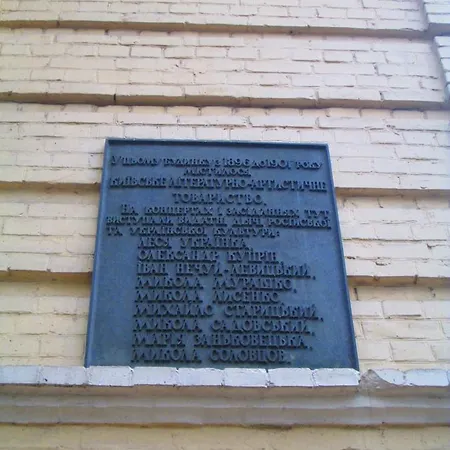 У цьому будинку з 1896 до 1901 року
містилося
Київське літературно-артистичне
товариство.
На концертах і засіданнях тут
виступали видатні діячі російської
та української культури:
Леся Українка,
Олександр Купрін
Іван Нечуй-Левицький,
Микола Мурашко,
Микола Лисенко,
Михайло Старицький,
Микола Садовський,
Марія Заньковецька,
Микола Соловцов